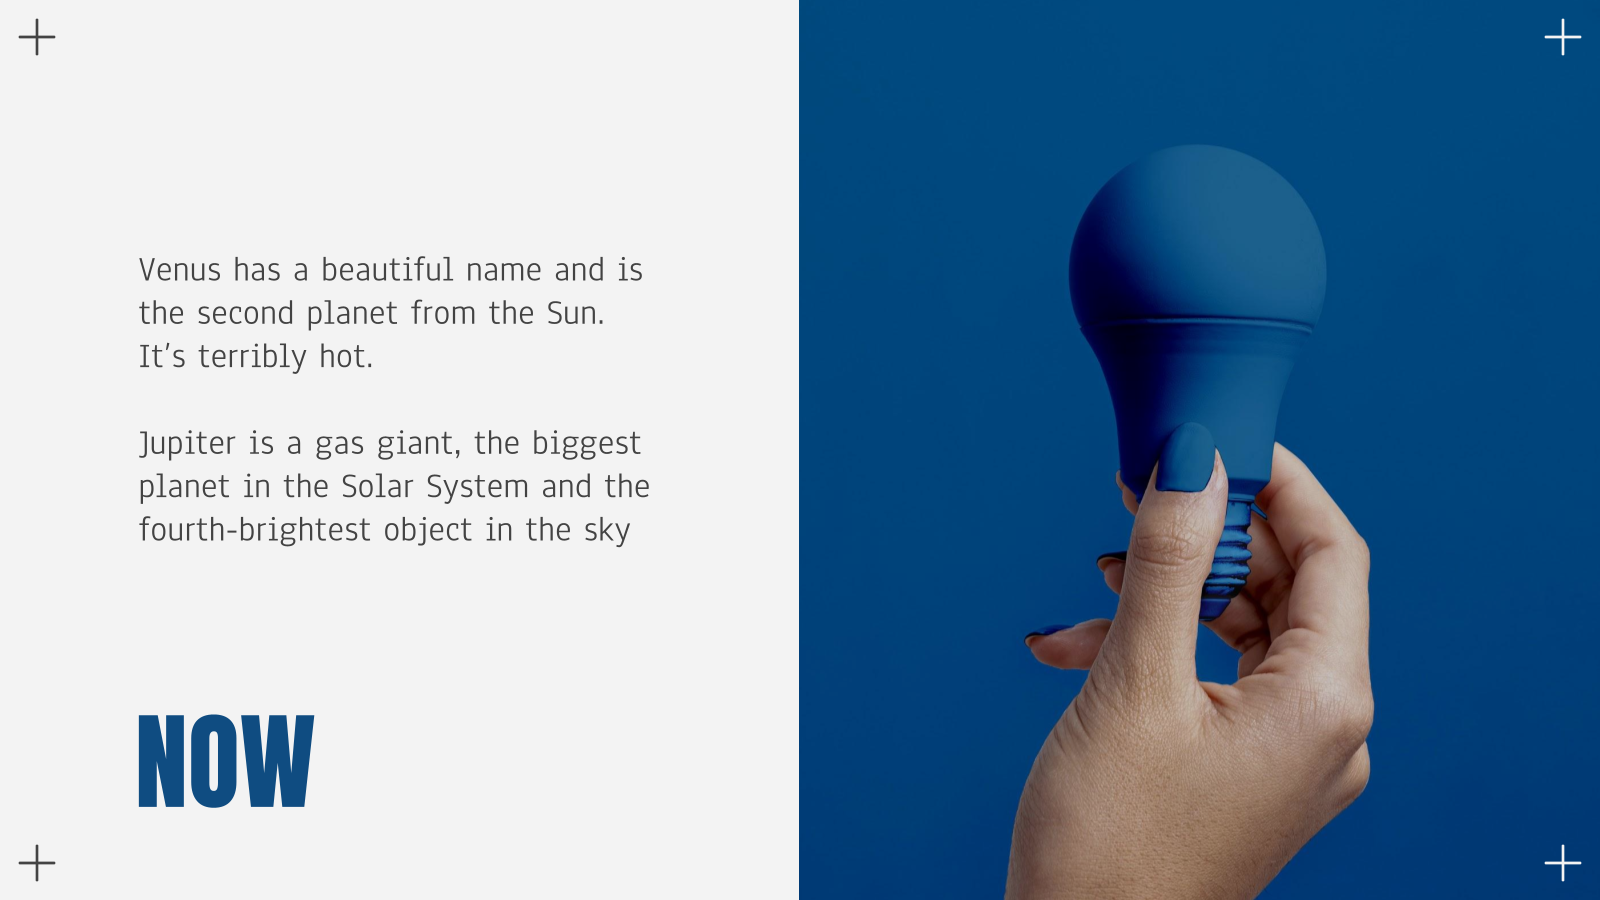 Venus has a beautiful name and is
the second planet from the Sun.
It’s terribly hot.
Jupiter is a gas giant, the biggest
planet in the Solar System and the
fourth-brightest object in the sky
NOW